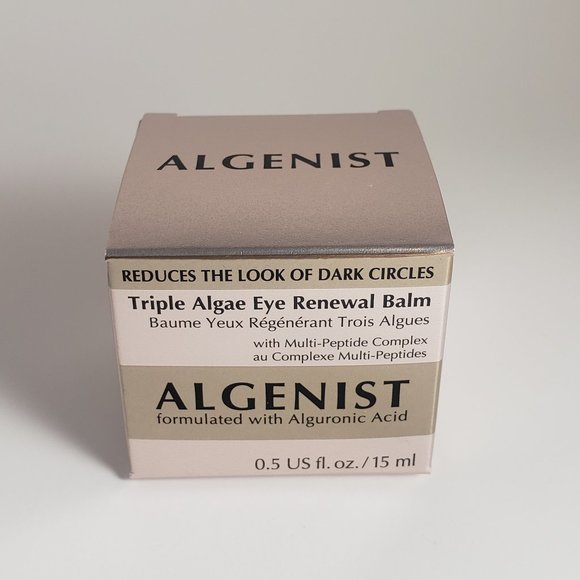 ALGENIST
REDUCES THE LOOK OF DARK CIRCLES
Triple Algae Eye Renewal Balm
Baume Yeux Régénérant Trois Algues
with Multi-Peptide Complex
au Complexe Multi-Peptides
ALGENIST
formulated with Alguronic Acid
0.5 US fl. oz./15 ml